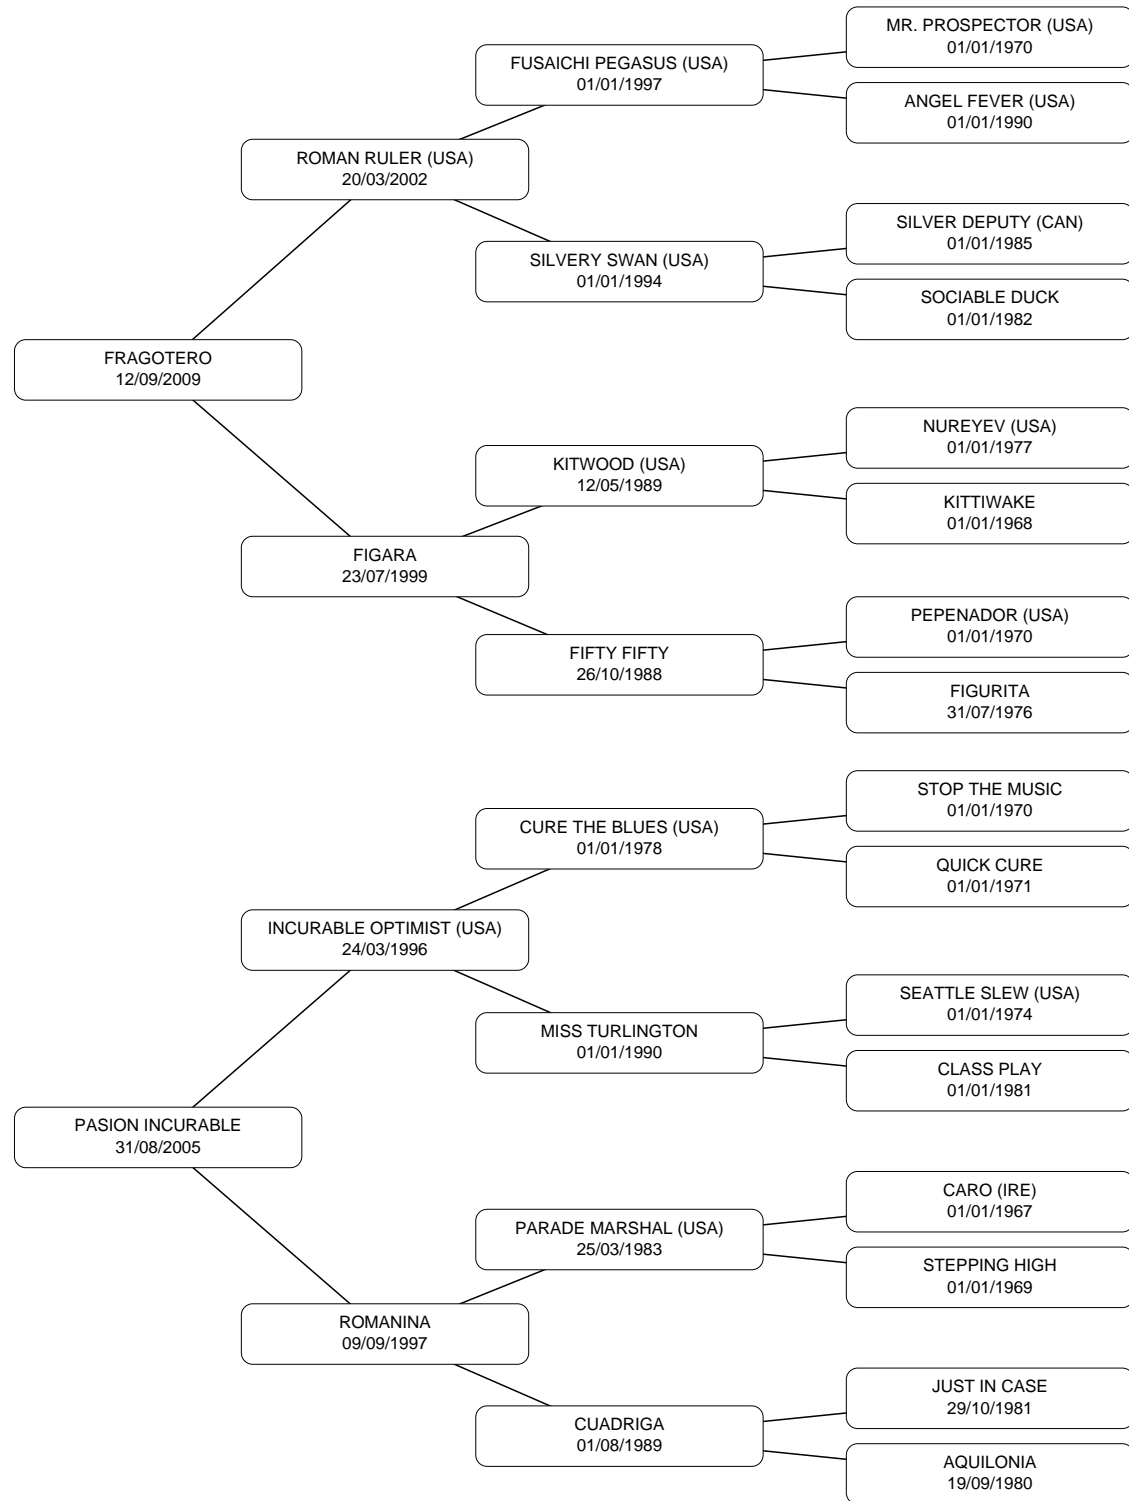 MR. PROSPECTOR (USA)
01/01/1970
FUSAICHI PEGASUS (USA)
01/01/1997
ANGEL FEVER (USA)
01/01/1990
ROMAN RULER (USA)
20/03/2002
SILVER DEPUTY (CAN)
01/01/1985
SILVERY SWAN (USA)
01/01/1994
SOCIABLE DUCK
01/01/1982
FRAGOTERO
12/09/2009
NUREYEV (USA)
01/01/1977
KITWOOD (USA)
12/05/1989
KITTIWAKE
01/01/1968
FIGARA
23/07/1999
PEPENADOR (USA)
01/01/1970
FIFTY FIFTY
26/10/1988
FIGURITA
31/07/1976
STOP THE MUSIC
01/01/1970
CURE THE BLUES (USA)
01/01/1978
QUICK CURE
01/01/1971
INCURABLE OPTIMIST (USA)
24/03/1996
SEATTLE SLEW (USA)
01/01/1974
MISS TURLINGTON
01/01/1990
CLASS PLAY
01/01/1981
PASION INCURABLE
31/08/2005
CARO (IRE)
01/01/1967
PARADE MARSHAL (USA)
25/03/1983
STEPPING HIGH
01/01/1969
ROMANINA
09/09/1997
JUST IN CASE
29/10/1981
CUADRIGA
01/08/1989
AQUILONIA
19/09/1980